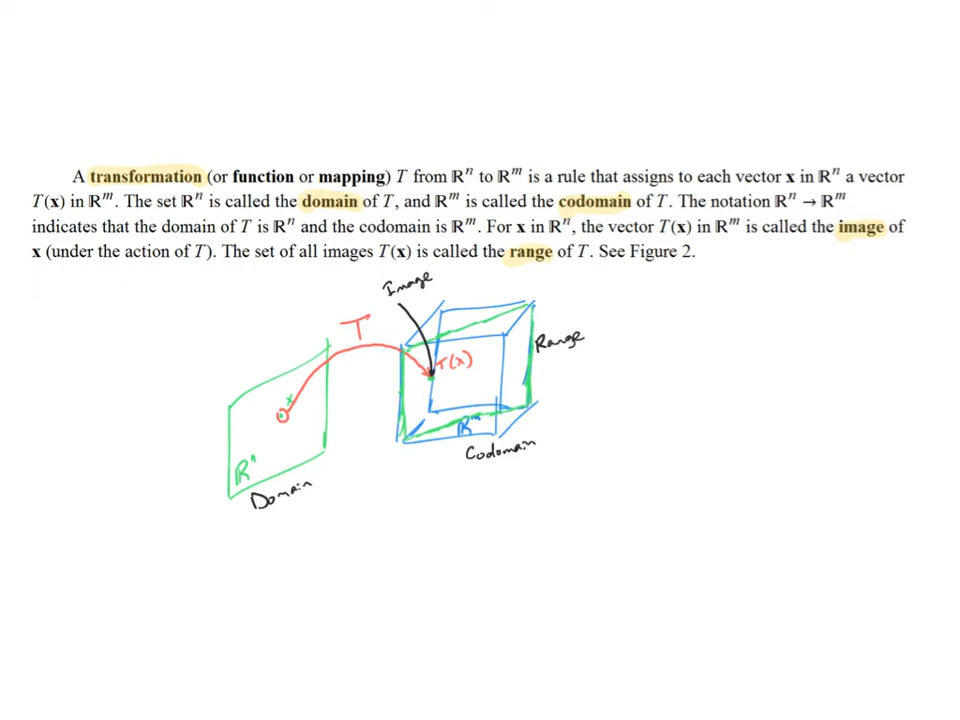 A transformation (or function or mapping) T from ℝⁿ to ℝᵐ is a rule that assigns to each vector x in ℝⁿ a vector
T(x) in ℝᵐ. The set ℝⁿ is called the domain of T, and ℝᵐ is called the codomain of T. The notation ℝⁿ → ℝᵐ
indicates that the domain of T is ℝⁿ and the codomain is ℝᵐ. For x in ℝⁿ, the vector T(x) in ℝᵐ is called the image of
x (under the action of T). The set of all images T(x) is called the range of T. See Figure 2.
Image
T
Range
T(x)
x
ℝᵐ
Codomain
ℝⁿ
Domain